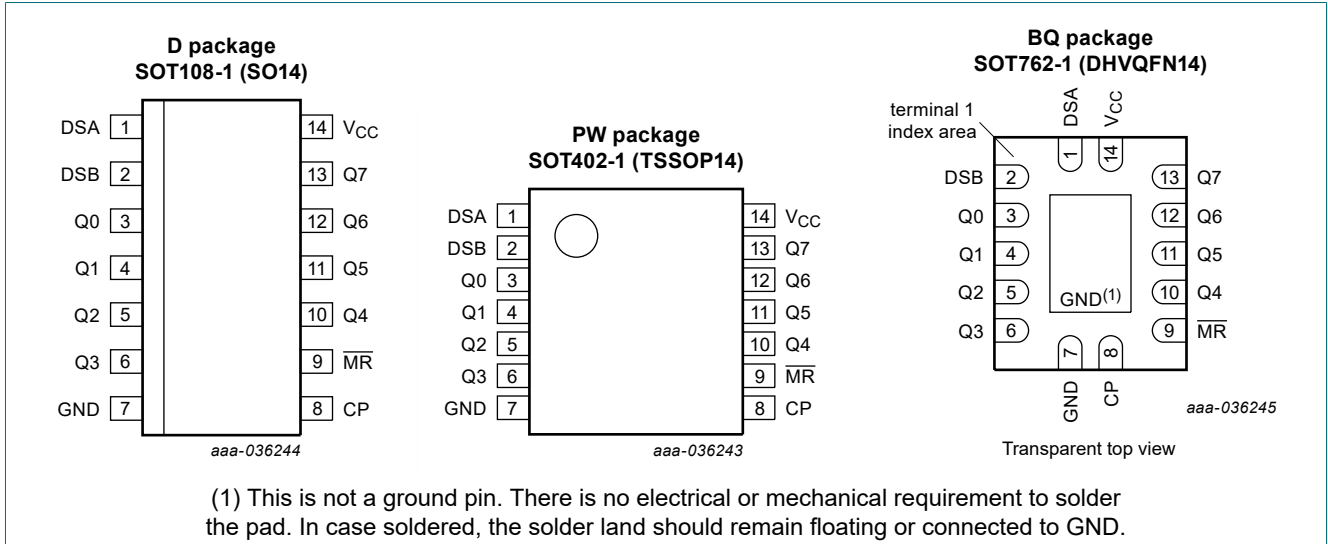 D package
SOT108-1 (SO14)
DSA 1
DSB 2
Q0 3
Q1 4
Q2 5
Q3 6
GND 7
14 VCC
13 Q7
12 Q6
11 Q5
10 Q4
9 M̅R̅
8 CP
aaa-036244
PW package
SOT402-1 (TSSOP14)
DSA 1
DSB 2
Q0 3
Q1 4
Q2 5
Q3 6
GND 7
14 VCC
13 Q7
12 Q6
11 Q5
10 Q4
9 M̅R̅
8 CP
aaa-036243
BQ package
SOT762-1 (DHVQFN14)
terminal 1
index area
DSA 1
VCC 14
DSB 2
Q0 3
Q1 4
Q2 5
Q3 6
13 Q7
12 Q6
11 Q5
10 Q4
9 M̅R̅
GND(1)
GND 7
CP 8
aaa-036245
Transparent top view
(1) This is not a ground pin. There is no electrical or mechanical requirement to solder
the pad. In case soldered, the solder land should remain floating or connected to GND.